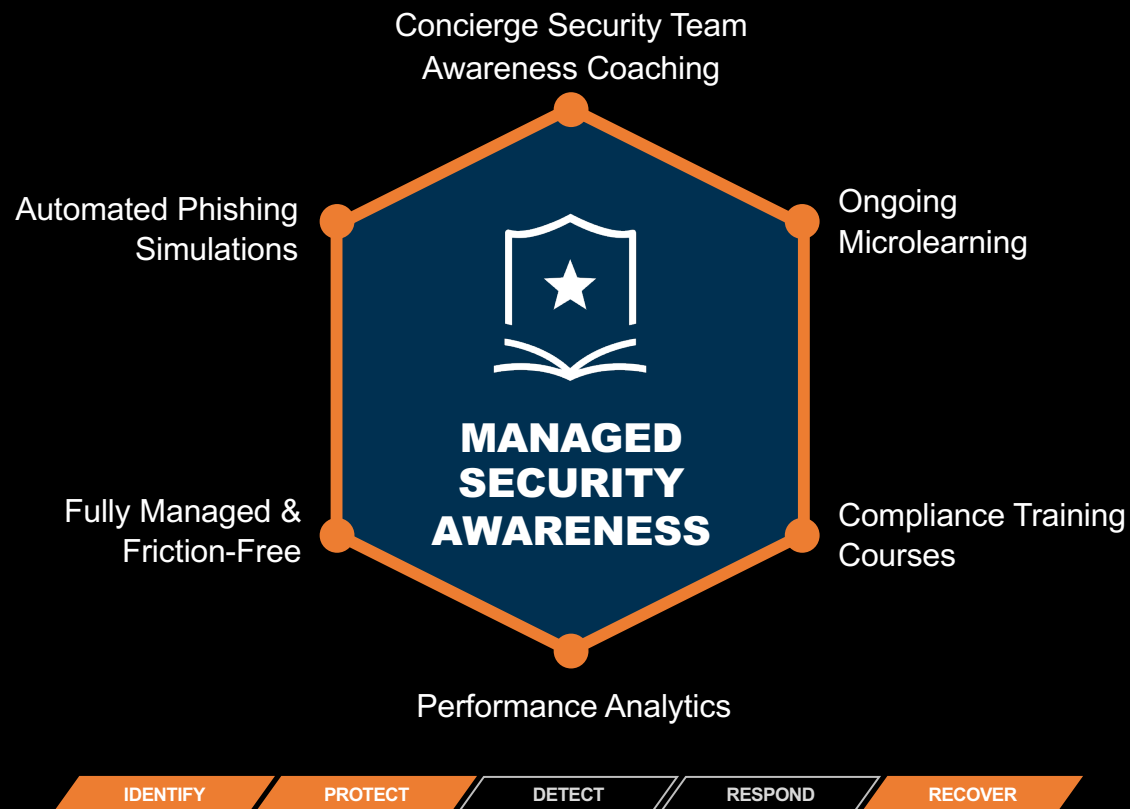 Concierge Security Team
Awareness Coaching
Automated Phishing
Simulations
Ongoing
Microlearning
MANAGED
SECURITY
AWARENESS
Fully Managed &
Friction-Free
Compliance Training
Courses
Performance Analytics
IDENTIFY
PROTECT
DETECT
RESPOND
RECOVER